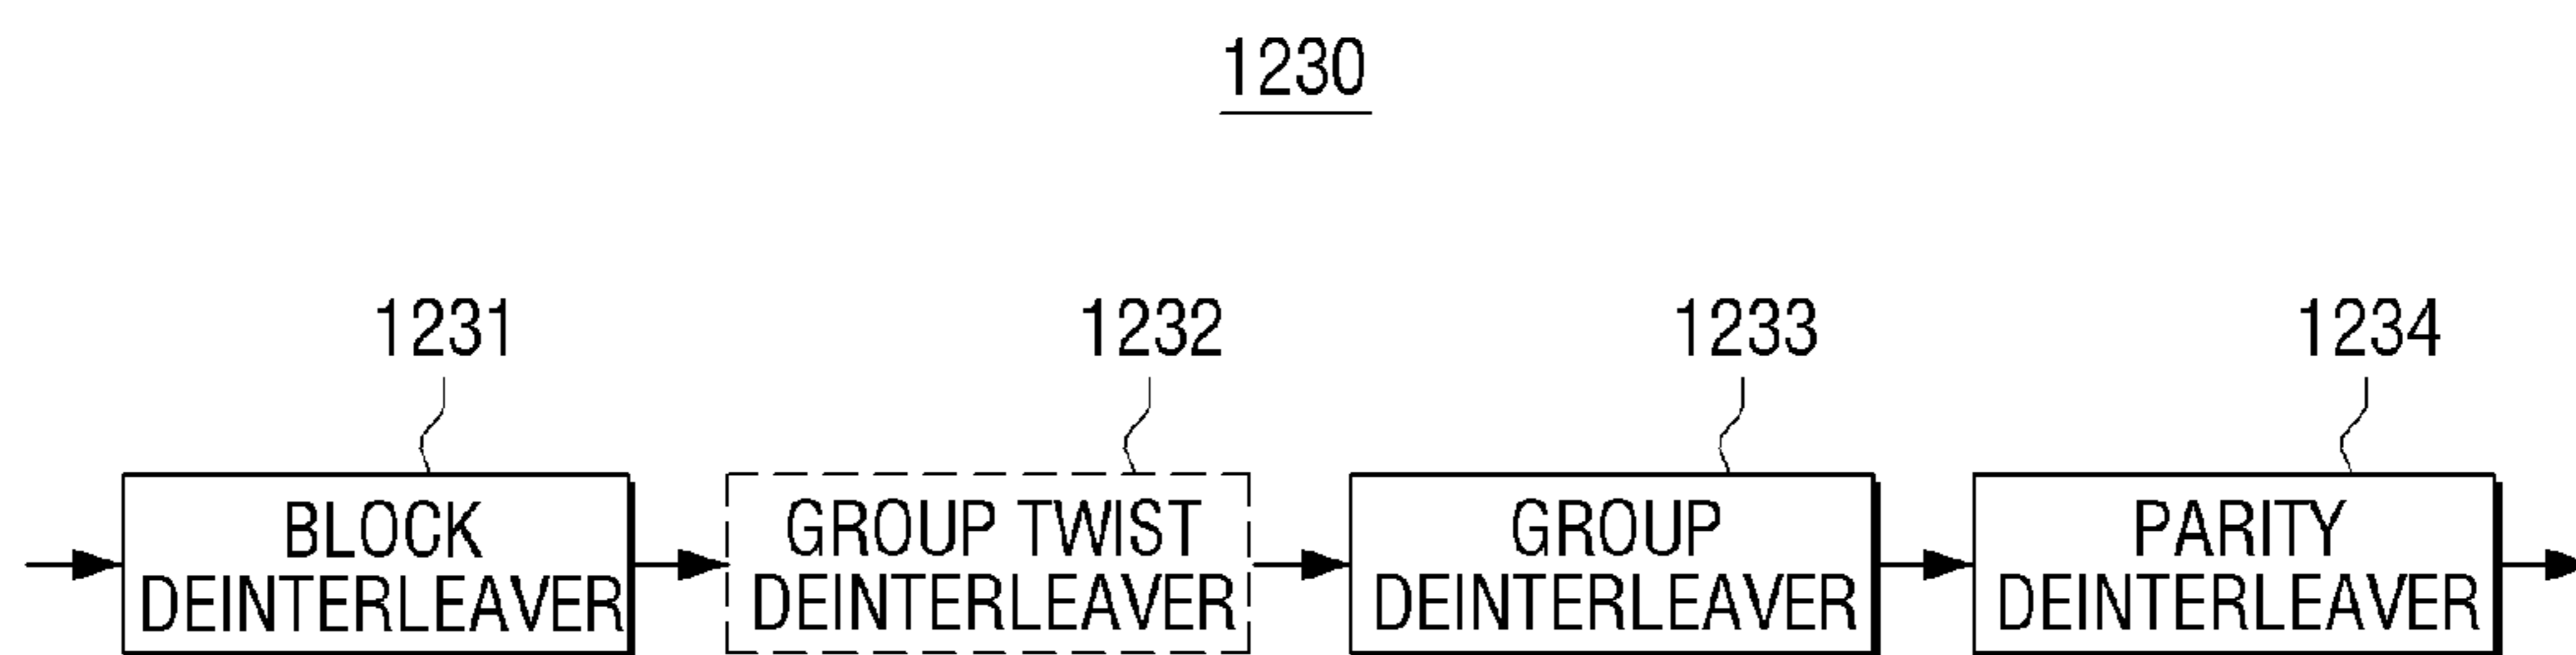 1230
1231
1232
1233
1234
BLOCK
DEINTERLEAVER
GROUP TWIST
DEINTERLEAVER
GROUP
DEINTERLEAVER
PARITY
DEINTERLEAVER